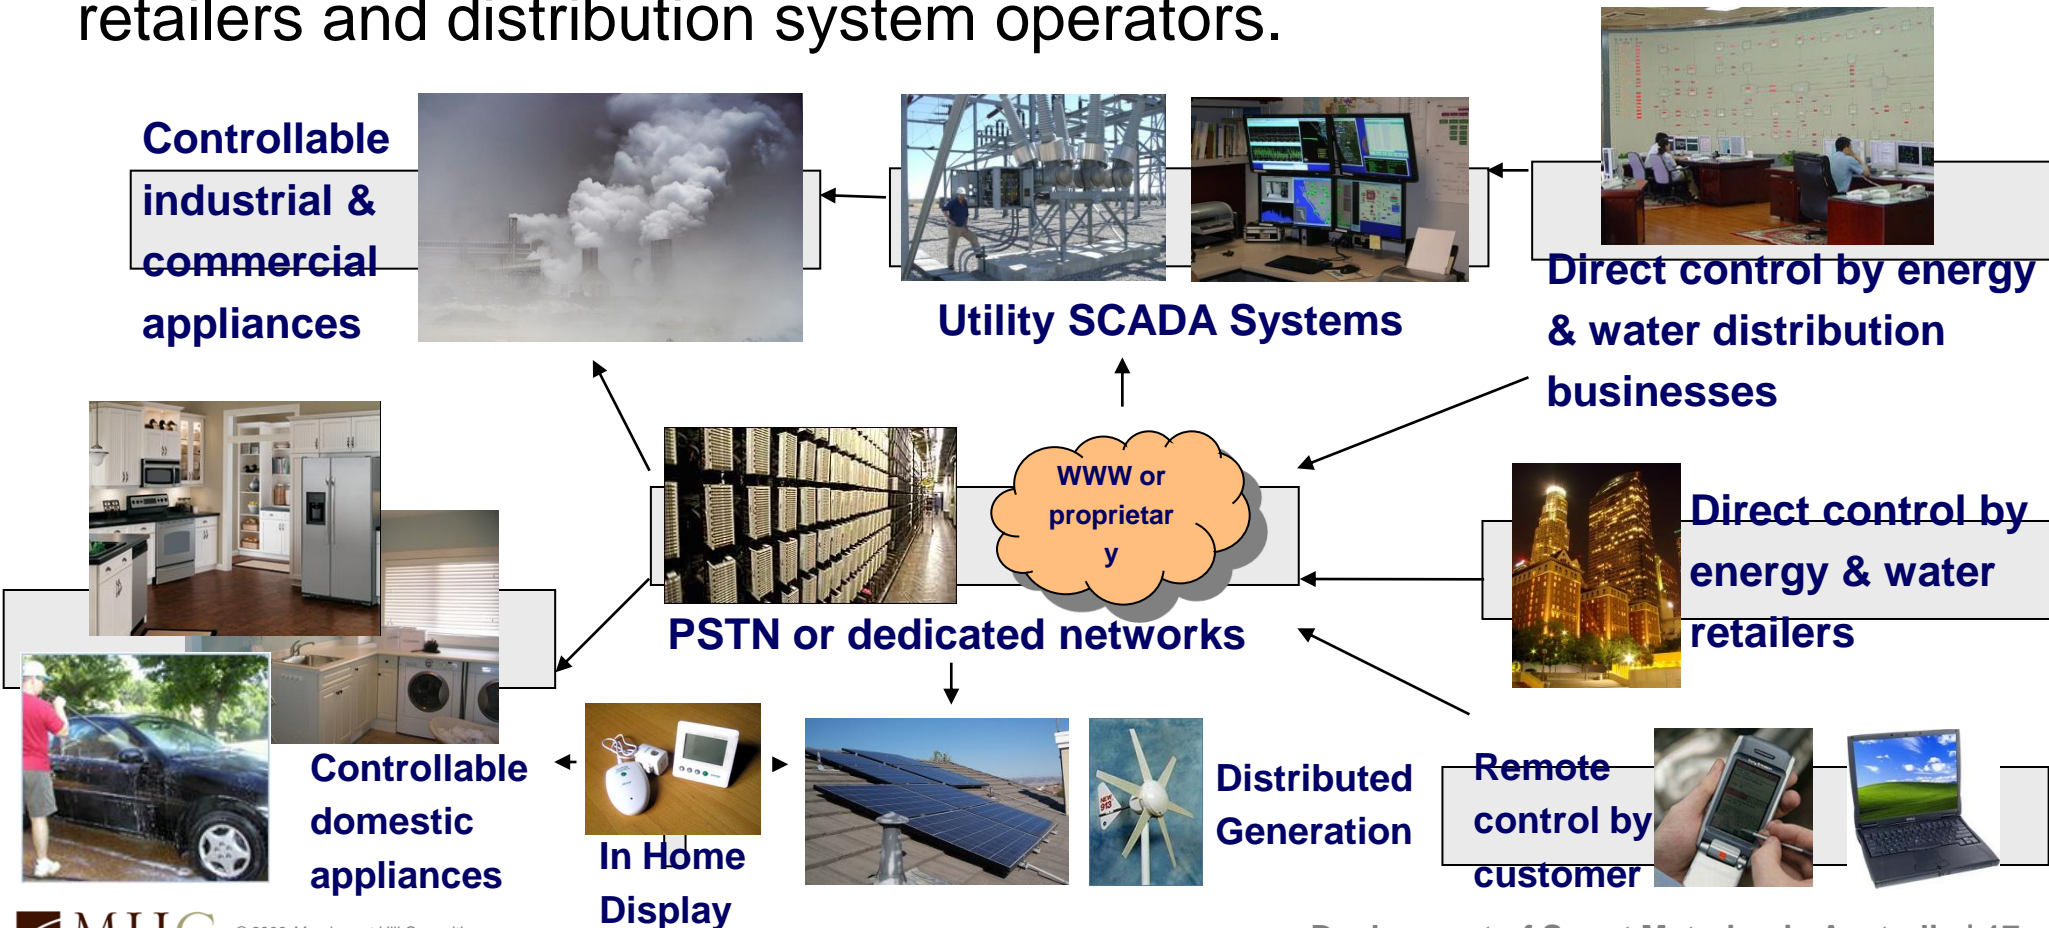 retailers and distribution system operators.
Controllable
industrial &
commercial
appliances
Utility SCADA Systems
Direct control by energy
& water distribution
businesses
WWW or
proprietar
y
PSTN or dedicated networks
Direct control by
energy & water
retailers
Controllable
domestic
appliances
In Home
Display
NEW
913
Distributed
Generation
Remote
control by
customer